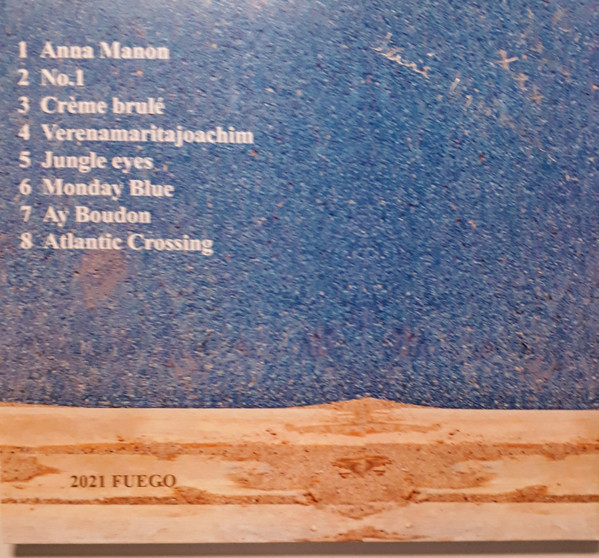 1 Anna Manon
2 No.1
3 Crème brulé
4 Verenamaritajoachim
5 Jungle eyes
6 Monday Blue
7 Ay Boudon
8 Atlantic Crossing
2021 FUEGO